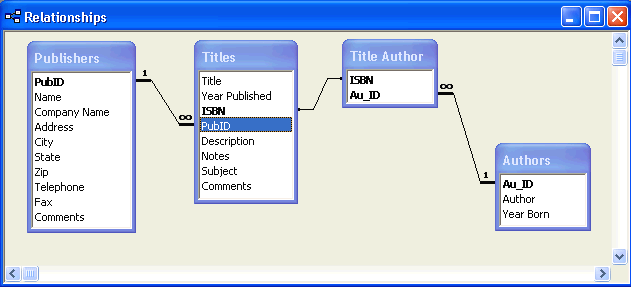 Relationships
Publishers
PubID
Name
Company Name
Address
City
State
Zip
Telephone
Fax
Comments
1
∞
Titles
Title
Year Published
ISBN
PubID
Description
Notes
Subject
Comments
Title Author
ISBN
Au_ID
∞
1
Authors
Au_ID
Author
Year Born